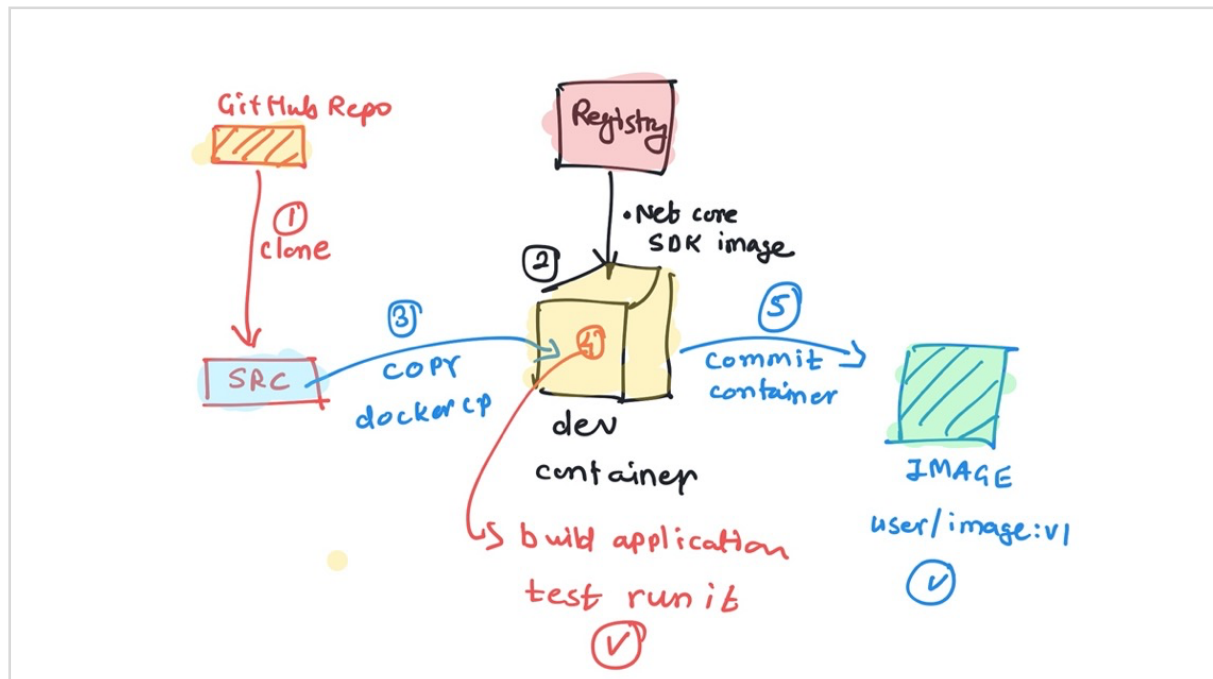 GitHub Repo
Registry
1
clone
.Net core
SDK image
2
3
SRC
copy
docker cp
4
5
commit
container
dev
container
IMAGE
user/image:v1
build application
test run it